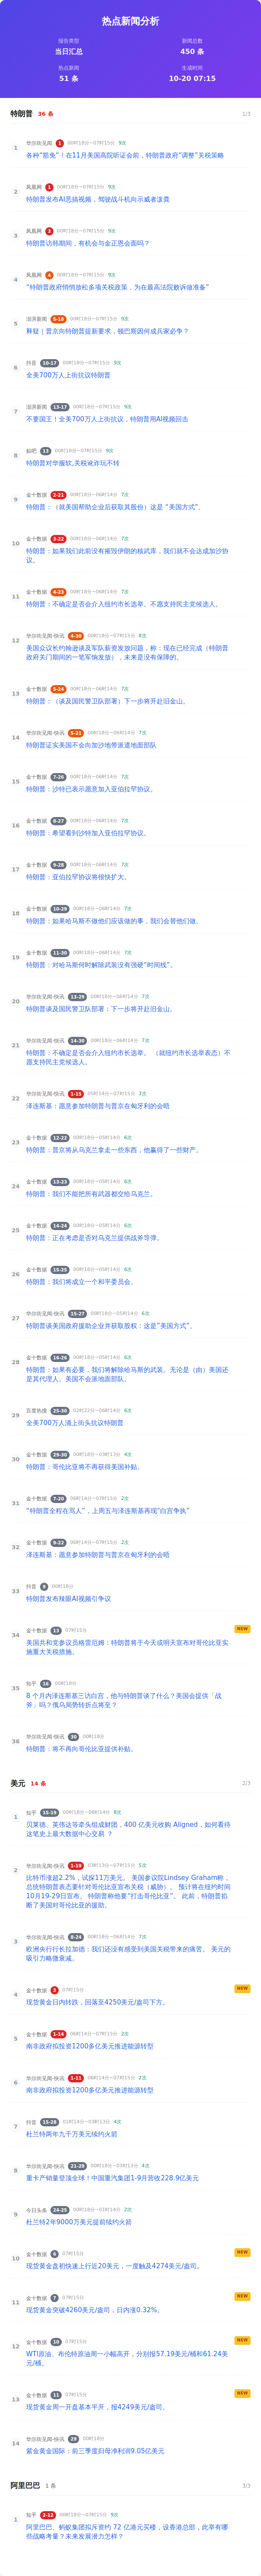 热点新闻分析
报告类型
当日汇总
新闻总数
450 条
热点新闻
51 条
生成时间
10-20 07:15
特朗普 36 条 1/3
1 华尔街见闻 1 00时18分~07时15分 9次
各种“豁免”！在11月美国高院听证会前，特朗普政府“调整”关税策略
2 凤凰网 1 00时18分~07时15分 9次
特朗普发布AI恶搞视频，驾驶战斗机向示威者泼粪
3 凤凰网 3 00时18分~07时15分 9次
特朗普访韩期间，有机会与金正恩会面吗？
4 凤凰网 4 00时18分~07时15分 9次
“特朗普政府悄悄放松多项关税政策，为在最高法院败诉做准备”
5 澎湃新闻 5-18 00时18分~07时15分 9次
释疑｜普京向特朗普提新要求，顿巴斯因何成兵家必争？
6 抖音 10-17 00时18分~07时15分 9次
全美700万人上街抗议特朗普
7 澎湃新闻 13-17 00时18分~07时15分 9次
不要国王！全美700万人上街抗议，特朗普用AI视频回击
8 贴吧 13 00时18分~07时15分 9次
特朗普对华服软,关税讹诈玩不转
9 金十数据 2-21 00时18分~06时14分 7次
特朗普：（就美国帮助企业后获取其股份）这是 “美国方式”。
10 金十数据 3-22 00时18分~06时14分 7次
特朗普：如果我们此前没有摧毁伊朗的核武库，我们就不会达成加沙协
议。
11 金十数据 4-23 00时18分~06时14分 7次
特朗普：不确定是否会介入纽约市长选举。不愿支持民主党候选人。
12 华尔街见闻-快讯 4-30 00时18分~07时15分 8次
美国众议长约翰逊谈及军队薪资发放问题，称：现在已经完成（特朗普
政府关门期间的一笔军饷发放），未来是没有保障的。
13 金十数据 5-24 00时18分~06时14分 7次
特朗普：（谈及国民警卫队部署）下一步将开赴旧金山。
14 华尔街见闻-快讯 5-21 00时18分~06时14分 7次
特朗普证实美国不会向加沙地带派遣地面部队
15 金十数据 7-26 00时18分~06时14分 7次
特朗普：沙特已表示愿意加入亚伯拉罕协议。
16 金十数据 8-27 00时18分~06时14分 7次
特朗普：希望看到沙特加入亚伯拉罕协议。
17 金十数据 9-28 00时18分~06时14分 7次
特朗普：亚伯拉罕协议将很快扩大。
18 金十数据 10-29 00时18分~06时14分 7次
特朗普：如果哈马斯不做他们应该做的事，我们会替他们做。
19 金十数据 11-30 00时18分~06时14分 7次
特朗普：对哈马斯何时解除武装没有强硬“时间线”。
20 华尔街见闻-快讯 13-29 00时18分~06时14分 7次
特朗普谈及国民警卫队部署：下一步将开赴旧金山。
21 华尔街见闻-快讯 14-30 00时18分~06时14分 7次
特朗普：不确定是否会介入纽约市长选举。 （就纽约市长选举表态）不
愿支持民主党候选人。
22 华尔街见闻-快讯 1-15 05时14分~07时15分 3次
泽连斯基：愿意参加特朗普与普京在匈牙利的会晤
23 金十数据 12-22 00时18分~05时14分 6次
特朗普：普京将从乌克兰拿走一些东西，他赢得了一些财产。
24 金十数据 13-23 00时18分~05时14分 6次
特朗普：我们不能把所有武器都交给乌克兰。
25 金十数据 14-24 00时18分~05时14分 6次
特朗普：正在考虑是否对乌克兰提供战斧导弹。
26 金十数据 15-25 00时18分~05时14分 6次
特朗普：我们将成立一个和平委员会。
27 华尔街见闻-快讯 15-27 00时18分~05时14分 6次
特朗普谈美国政府援助企业并获取股权：这是“美国方式”。
28 金十数据 16-26 00时18分~05时14分 6次
特朗普：如果有必要，我们将解除哈马斯的武装。无论是（由）美国还
是其代理人。美国不会派地面部队。
29 百度热搜 25-30 02时22分~06时14分 6次
全美700万人涌上街头抗议特朗普
30 金十数据 29-30 00时18分~03时13分 4次
特朗普：哥伦比亚将不再获得美国补贴。
31 金十数据 7-20 06时14分~07时15分 2次
“特朗普全程在骂人”，上周五与泽连斯基再现“白宫争执”
32 金十数据 9-22 06时14分~07时15分 2次
泽连斯基：愿意参加特朗普与普京在匈牙利的会晤
33 抖音 9 00时18分
特朗普发布辣眼AI视频引争议
34 金十数据 13 07时15分 NEW
美国共和党参议员格雷厄姆：特朗普将于今天或明天宣布对哥伦比亚实
施重大关税措施。
35 知乎 16 00时18分
8 个月内泽连斯基三访白宫，他与特朗普谈了什么？美国会提供「战
斧」吗？俄乌局势转折点将至？
36 华尔街见闻-快讯 30 00时18分
特朗普：将不再向哥伦比亚提供补贴。
美元 14 条 2/3
1 知乎 15-19 00时18分~06时14分 8次
贝莱德、英伟达等牵头组成财团，400 亿美元收购 Aligned，如何看待
这笔史上最大数据中心交易 ？
2 华尔街见闻-快讯 1-19 03时13分~07时15分 5次
比特币涨超2.2%，试探11万美元。 美国参议院Lindsey Graham称，
总统特朗普表态要针对哥伦比亚宣布关税（威胁）。 预计将在纽约时间
10月19-29日宣布。 特朗普称他要“打击哥伦比亚”。 此前，特朗普掐
断了美国对哥伦比亚的援助。
3 华尔街见闻-快讯 8-24 00时18分~06时14分 7次
欧洲央行行长拉加德：我们还没有感受到美国关税带来的痛苦。 美元的
吸引力略微衰减。
4 金十数据 3 07时15分 NEW
现货黄金日内转跌，回落至4250美元/盎司下方。
5 金十数据 1-14 06时14分~07时15分 2次
南非政府拟投资1200多亿美元推进能源转型
6 华尔街见闻-快讯 1-11 06时14分~07时15分 2次
南非政府拟投资1200多亿美元推进能源转型
7 抖音 15-28 01时14分~03时13分 4次
杜兰特两年九千万美元续约火箭
8 华尔街见闻-快讯 21-29 00时18分~03时13分 4次
重卡产销量登顶全球！中国重汽集团1-9月营收228.9亿美元
9 今日头条 24-25 00时18分~01时14分 2次
杜兰特2年9000万美元提前续约火箭
10 金十数据 6 07时15分 NEW
现货黄金盘初快速上行近20美元，一度触及4274美元/盎司。
11 金十数据 7 07时15分 NEW
现货黄金突破4260美元/盎司，日内涨0.32%。
12 金十数据 10 07时15分 NEW
WTI原油、布伦特原油周一小幅高开，分别报57.19美元/桶和61.24美
元/桶。
13 金十数据 11 07时15分 NEW
现货黄金周一开盘基本平开，报4249美元/盎司。
14 华尔街见闻-快讯 29 00时18分
紫金黄金国际：前三季度归母净利润9.05亿美元
阿里巴巴 1 条 3/3
1 知乎 2-12 00时18分~07时15分 9次
阿里巴巴、蚂蚁集团拟斥资约 72 亿港元买楼，设香港总部，此举有哪
些战略考量？未来发展潜力怎样？